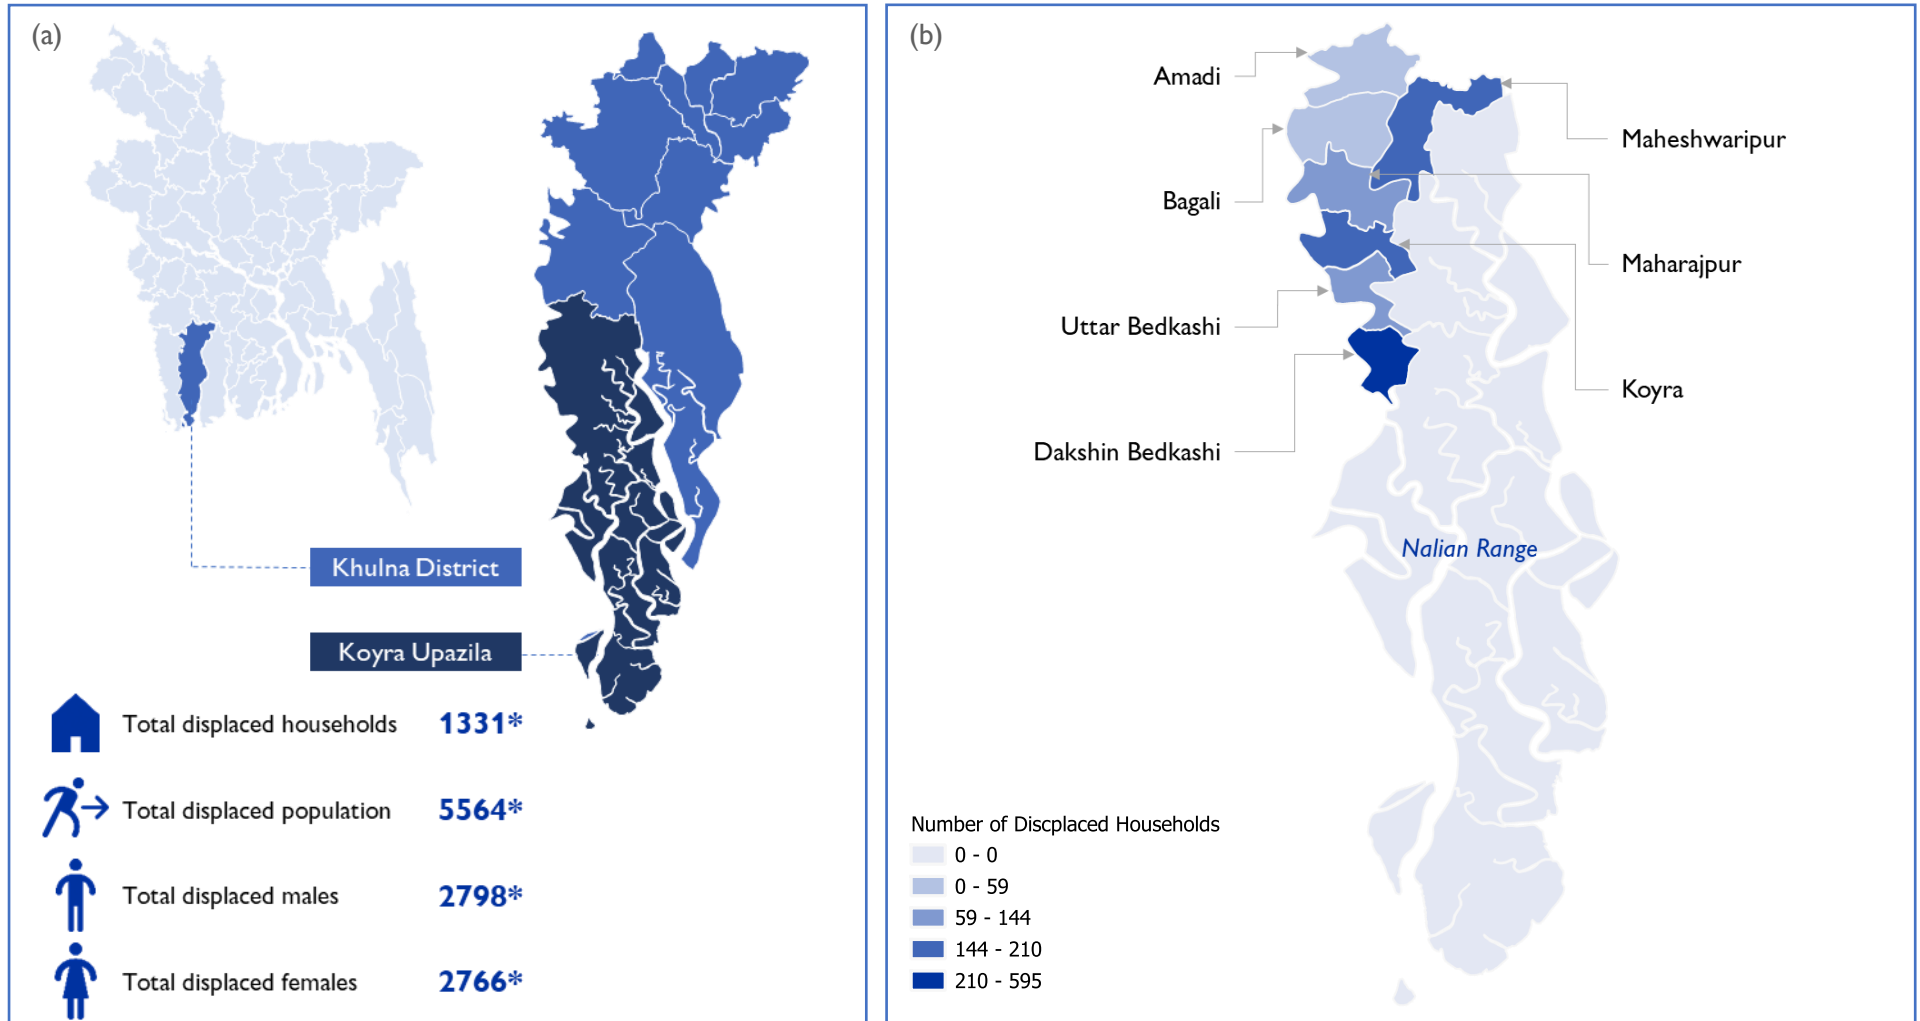 (a)
Khulna District
Koyra Upazila
Total displaced households 1331*
Total displaced population 5564*
Total displaced males 2798*
Total displaced females 2766*
(b)
Amadi
Maheshwaripur
Bagali
Maharajpur
Uttar Bedkashi
Koyra
Dakshin Bedkashi
Nalian Range
Number of Discplaced Households
0 - 0
0 - 59
59 - 144
144 - 210
210 - 595